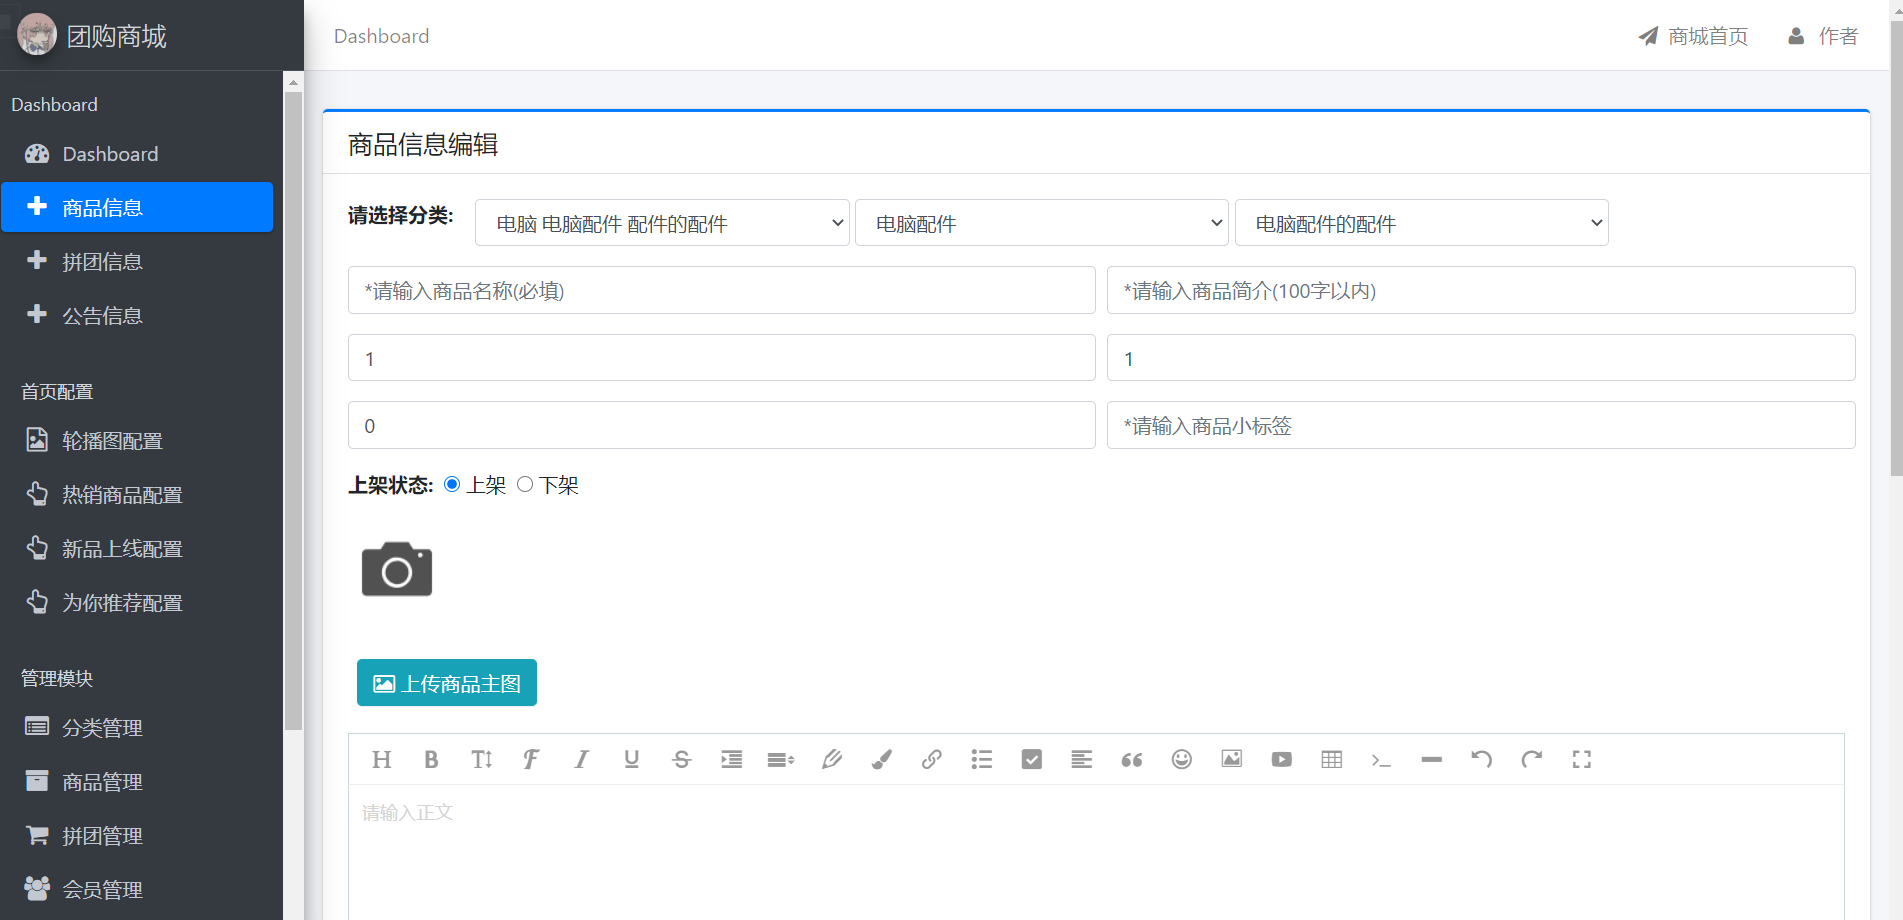 团购商城
Dashboard
商城首页
作者
Dashboard
Dashboard
商品信息
拼团信息
公告信息
首页配置
轮播图配置
热销商品配置
新品上线配置
为你推荐配置
管理模块
分类管理
商品管理
拼团管理
会员管理
商品信息编辑
请选择分类: 电脑 电脑配件 配件的配件 电脑配件 电脑配件的配件
*请输入商品名称(必填) *请输入商品简介(100字以内)
1 1
0 *请输入商品小标签
上架状态: 上架 下架
上传商品主图
请输入正文